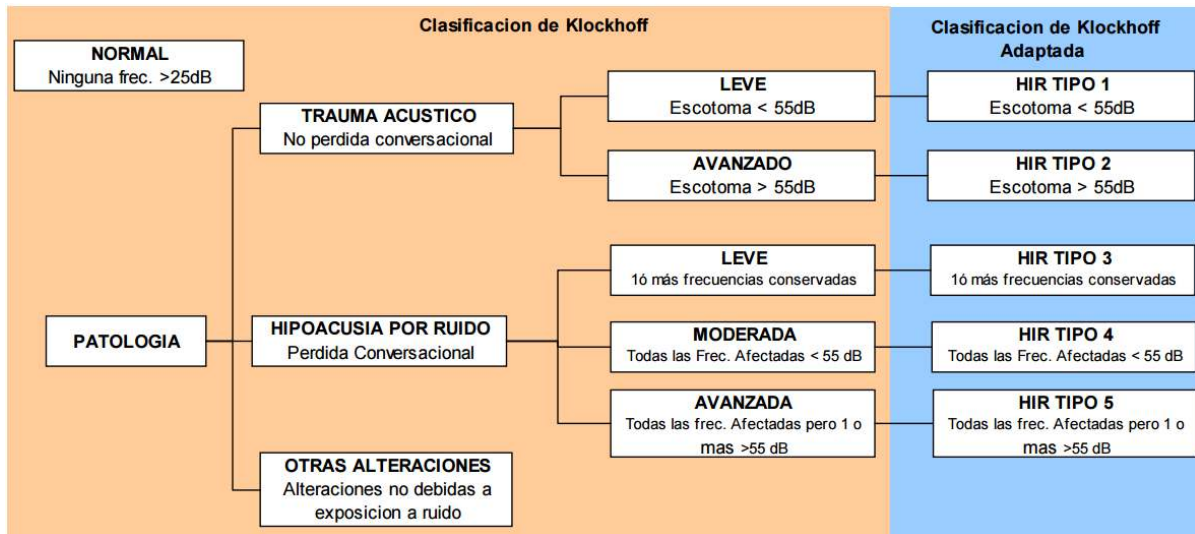 Clasificacion de Klockhoff
Clasificacion de Klockhoff
Adaptada
NORMAL
Ninguna frec. >25dB
PATOLOGIA
TRAUMA ACUSTICO
No perdida conversacional
LEVE
Escotoma < 55dB
HIR TIPO 1
Escotoma < 55dB
AVANZADO
Escotoma > 55dB
HIR TIPO 2
Escotoma > 55dB
HIPOACUSIA POR RUIDO
Perdida Conversacional
LEVE
1ó más frecuencias conservadas
HIR TIPO 3
1ó más frecuencias conservadas
MODERADA
Todas las Frec. Afectadas < 55 dB
HIR TIPO 4
Todas las Frec. Afectadas < 55 dB
AVANZADA
Todas las frec. Afectadas pero 1 o
mas >55 dB
HIR TIPO 5
Todas las frec. Afectadas pero 1 o
mas >55 dB
OTRAS ALTERACIONES
Alteraciones no debidas a
exposicion a ruido